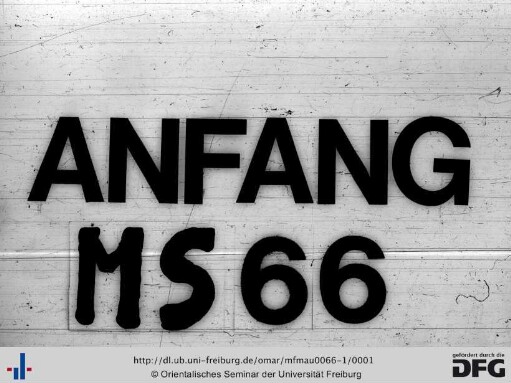 ANFANG
MS 66
http://dl.ub.uni-freiburg.de/omar/mfmau0066-1/0001
© Orientalisches Seminar der Universität Freiburg
gefördert durch die
DFG